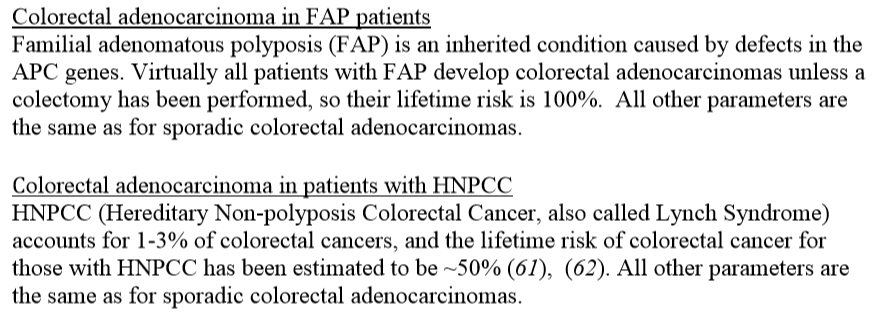 Colorectal adenocarcinoma in FAP patients
Familial adenomatous polyposis (FAP) is an inherited condition caused by defects in the
APC genes. Virtually all patients with FAP develop colorectal adenocarcinomas unless a
colectomy has been performed, so their lifetime risk is 100%.  All other parameters are
the same as for sporadic colorectal adenocarcinomas.

Colorectal adenocarcinoma in patients with HNPCC
HNPCC (Hereditary Non-polyposis Colorectal Cancer, also called Lynch Syndrome)
accounts for 1-3% of colorectal cancers, and the lifetime risk of colorectal cancer for
those with HNPCC has been estimated to be ~50% (61),  (62). All other parameters are
the same as for sporadic colorectal adenocarcinomas.